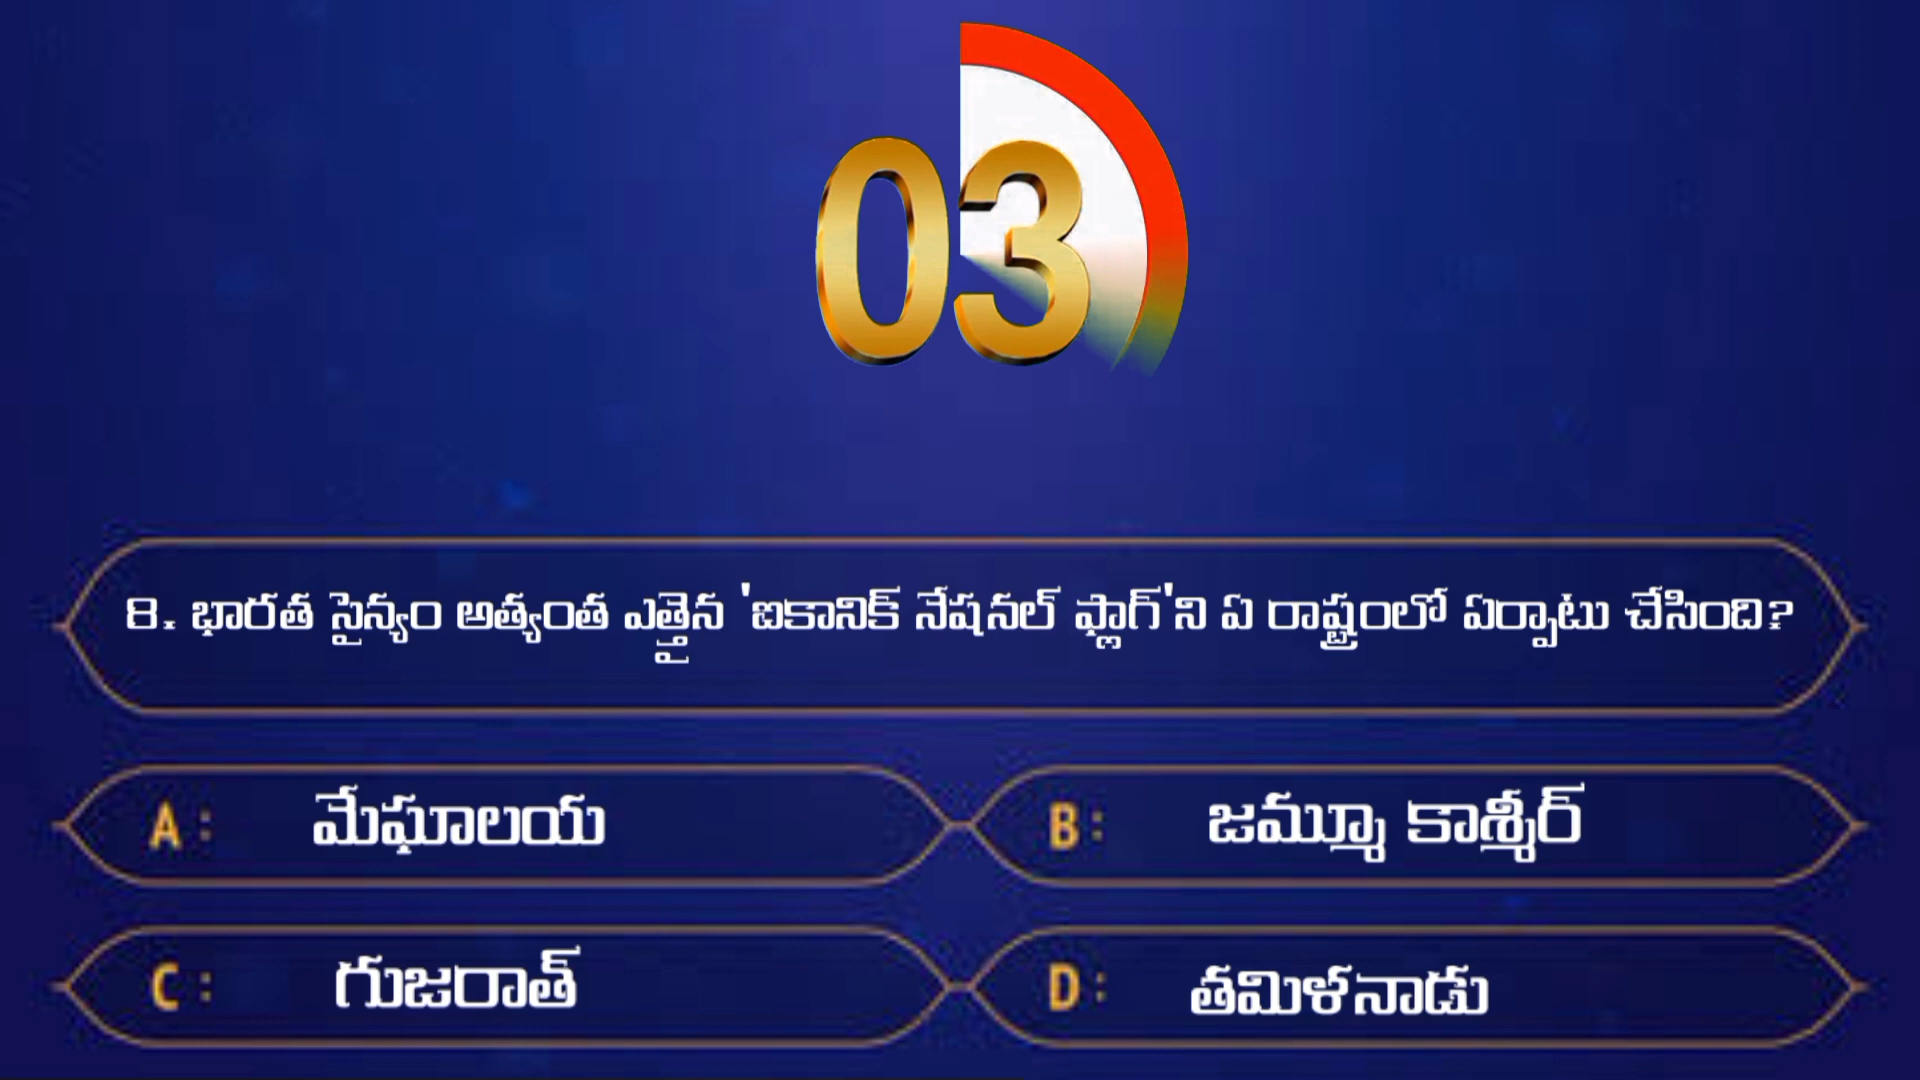 03
8. భారత సైన్యం అత్యంత ఎత్తైన 'ఐకానిక్ నేషనల్ ఫ్లాగ్'ని ఏ రాష్ట్రంలో ఏర్పాటు చేసింది?
A : మేఘాలయ
B : జమ్మూ కాశ్మీర్
C : గుజరాత్
D : తమిళనాడు